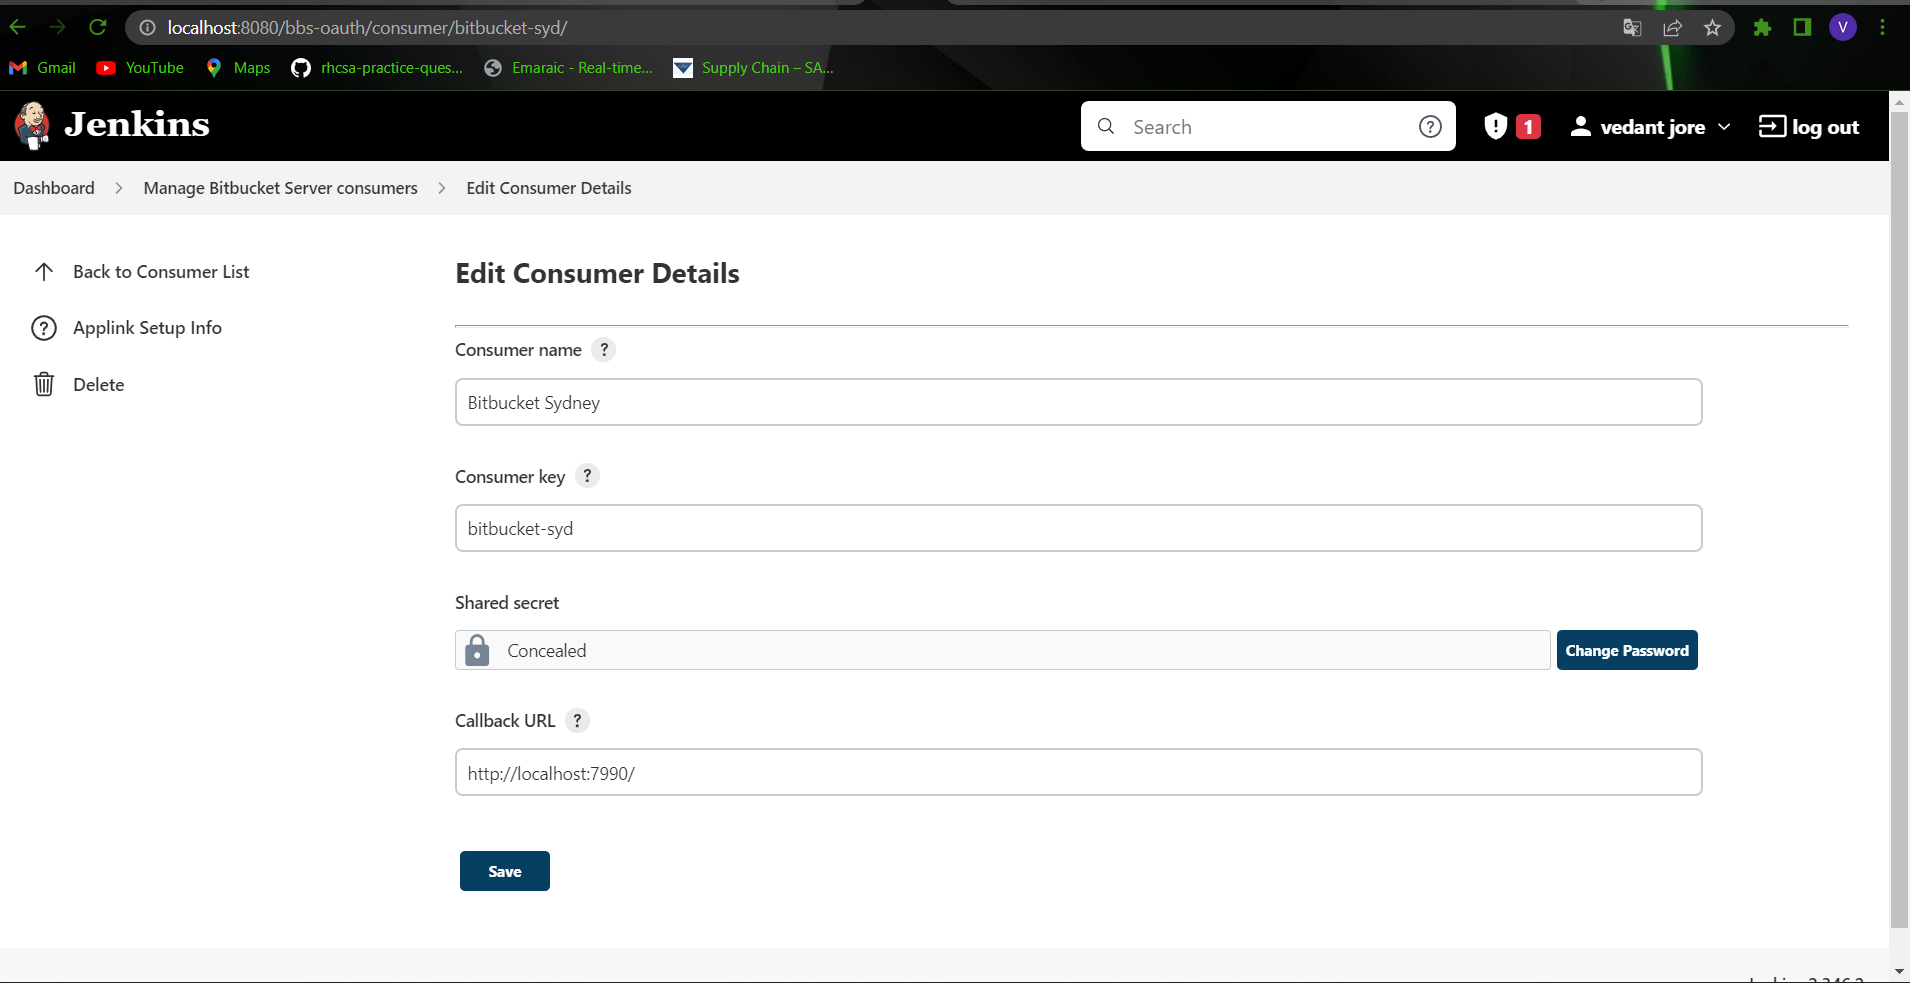 localhost:8080/bbs-oauth/consumer/bitbucket-syd/
V
Gmail YouTube Maps rhcsa-practice-ques... Emaraic - Real-time... Supply Chain – SA...
Jenkins
Search
1
vedant jore
log out
Dashboard
Manage Bitbucket Server consumers
Edit Consumer Details
Back to Consumer List
Applink Setup Info
Delete
Edit Consumer Details
Consumer name ?
Bitbucket Sydney
Consumer key ?
bitbucket-syd
Shared secret
Concealed
Change Password
Callback URL ?
http://localhost:7990/
Save